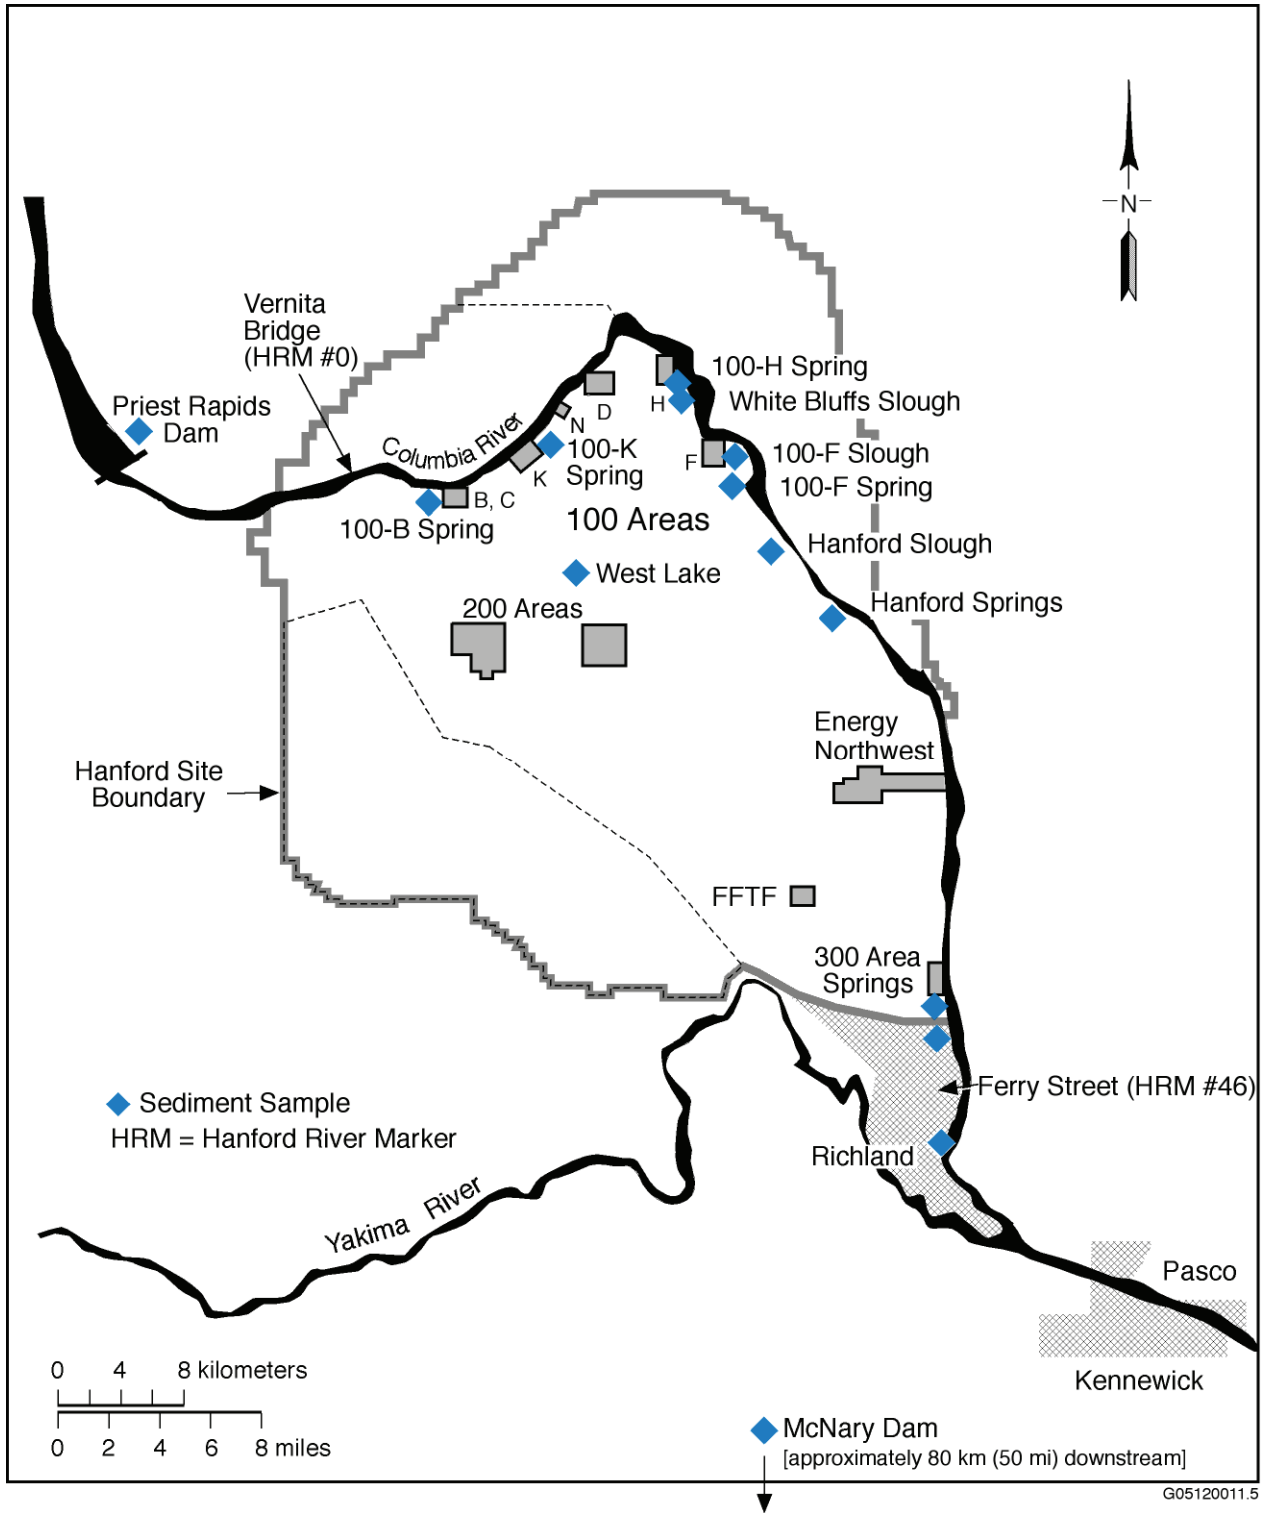 N
Vernita
Bridge
(HRM #0)
Priest Rapids
Dam
Columbia River
100-H Spring
White Bluffs Slough
H
D
N
100-K
Spring
K
F
100-F Slough
100-F Spring
B, C
100-B Spring
100 Areas
Hanford Slough
West Lake
200 Areas
Hanford Springs
Energy
Northwest
Hanford Site
Boundary
FFTF
300 Area
Springs
Ferry Street (HRM #46)
Sediment Sample
HRM = Hanford River Marker
Richland
Yakima River
Pasco
Kennewick
0 4 8 kilometers
0 2 4 6 8 miles
McNary Dam
[approximately 80 km (50 mi) downstream]
G05120011.5